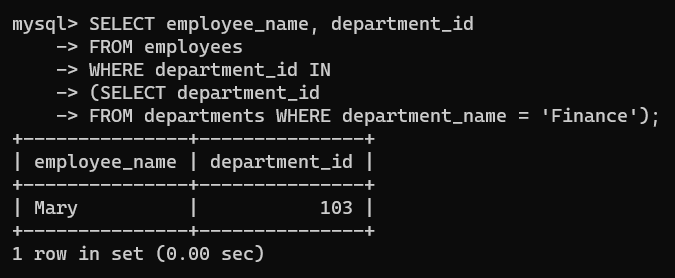 mysql> SELECT employee_name, department_id
    -> FROM employees
    -> WHERE department_id IN
    -> (SELECT department_id
    -> FROM departments WHERE department_name = 'Finance');
+---------------+---------------+
| employee_name | department_id |
+---------------+---------------+
| Mary          |           103 |
+---------------+---------------+
1 row in set (0.00 sec)